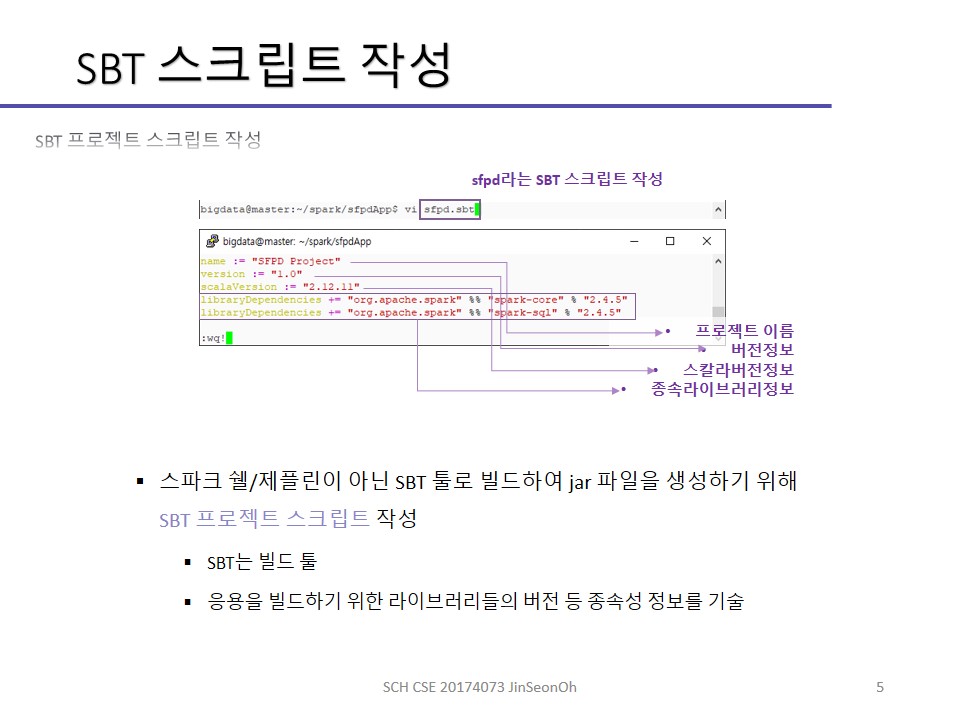 SBT 스크립트 작성
SBT 프로젝트 스크립트 작성
sfpd라는 SBT 스크립트 작성
bigdata@master:~/spark/sfpdApp$ vi sfpd.sbt
bigdata@master: ~/spark/sfpdApp
name := "SFPD Project"
version := "1.0"
scalaVersion := "2.12.11"
libraryDependencies += "org.apache.spark" %% "spark-core" % "2.4.5"
libraryDependencies += "org.apache.spark" %% "spark-sql" % "2.4.5"
:wq!
• 프로젝트 이름
• 버전정보
• 스칼라버전정보
• 종속라이브러리정보
▪ 스파크 쉘/제플린이 아닌 SBT 툴로 빌드하여 jar 파일을 생성하기 위해
SBT 프로젝트 스크립트 작성
▪ SBT는 빌드 툴
▪ 응용을 빌드하기 위한 라이브러리들의 버전 등 종속성 정보를 기술
SCH CSE 20174073 JinSeonOh
5